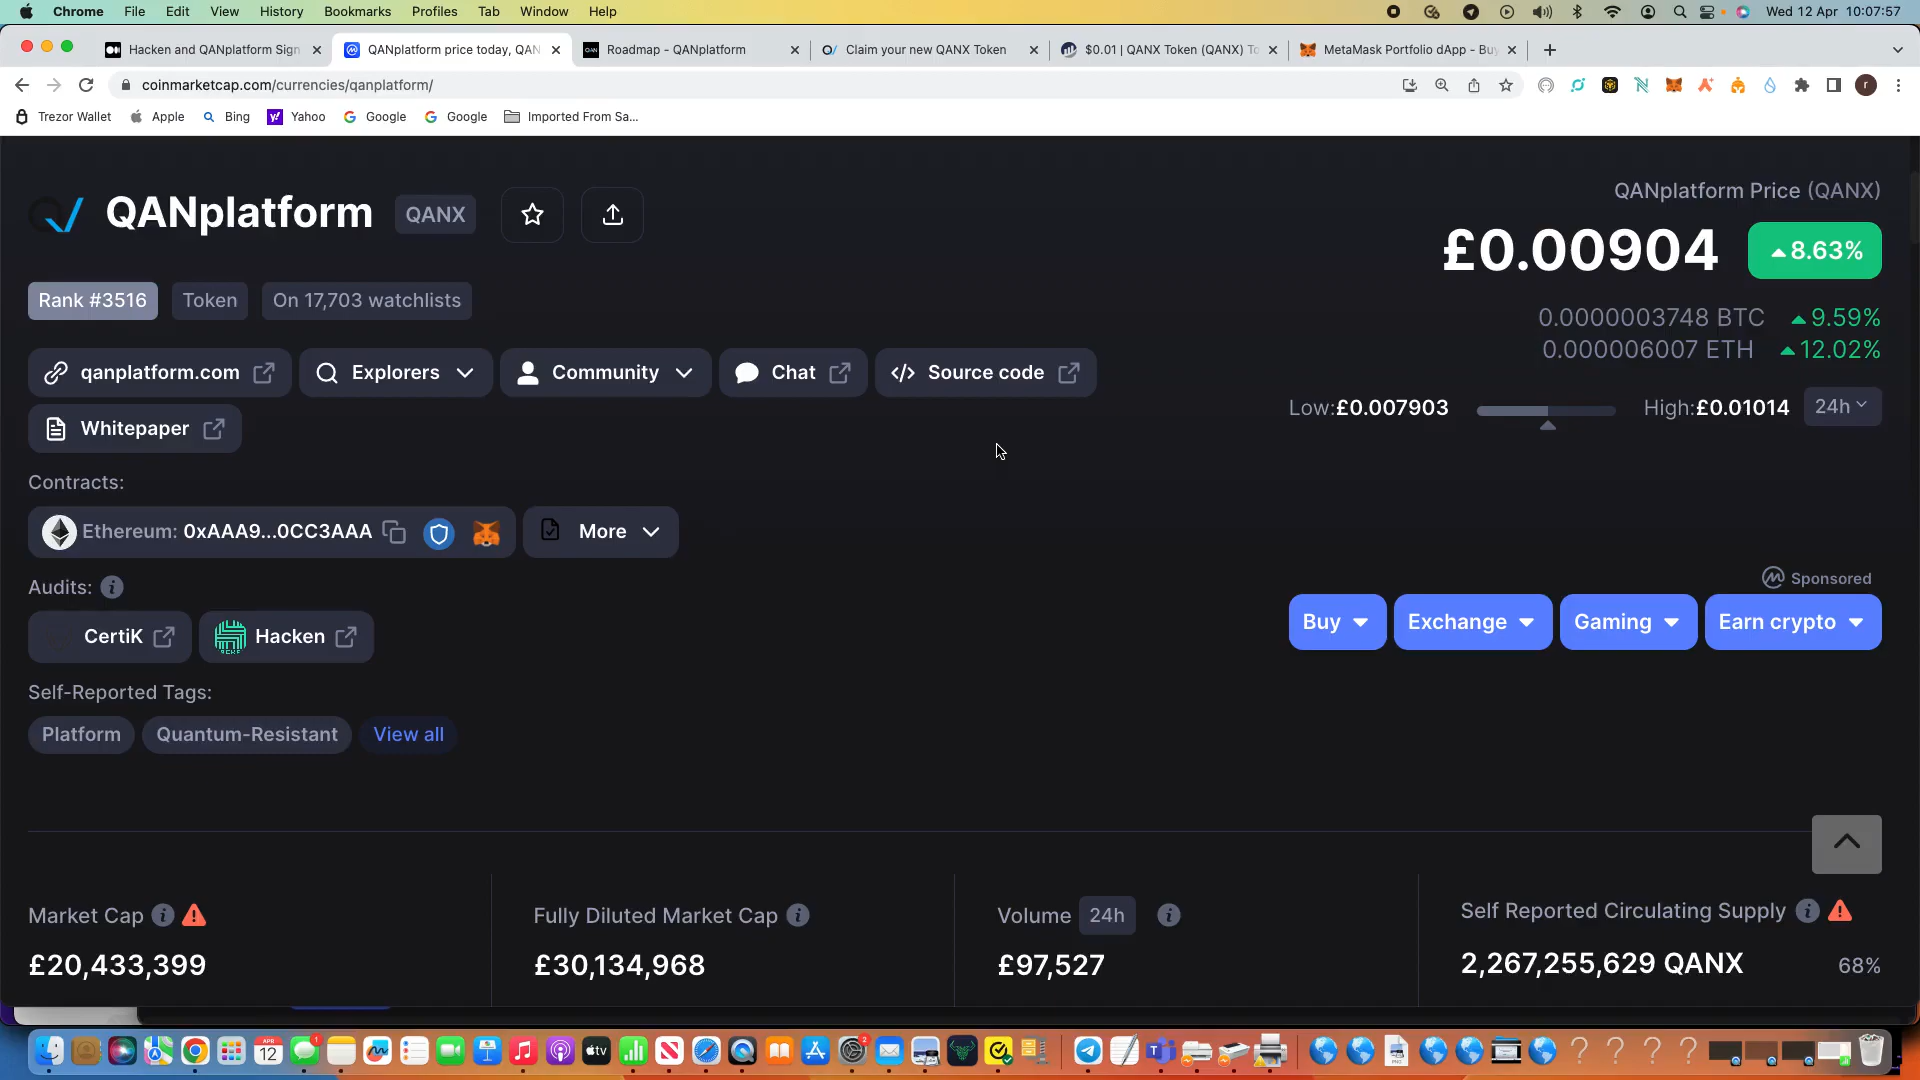 Chrome File Edit View History Bookmarks Profiles Tab Window Help Wed 12 Apr 10:07:57
Hacken and QANplatform Sign QANplatform price today, QAN Roadmap - QANplatform Claim your new QANX Token $0.01 | QANX Token (QANX) To MetaMask Portfolio dApp - Bu
coinmarketcap.com/currencies/qanplatform/ r
Trezor Wallet Apple Bing Yahoo Google Google Imported From Sa...
QANplatform QANX
QANplatform Price (QANX)
£0.00904 8.63%
Rank #3516 Token On 17,703 watchlists
0.0000003748 BTC 9.59%
0.000006007 ETH 12.02%
qanplatform.com Explorers Community Chat Source code
Low:£0.007903 High:£0.01014 24h
Whitepaper
Contracts:
Ethereum: 0xAAA9...0CC3AAA More
Audits:
Sponsored
CertiK Hacken
Buy Exchange Gaming Earn crypto
Self-Reported Tags:
Platform Quantum-Resistant View all
Market Cap Fully Diluted Market Cap Volume 24h Self Reported Circulating Supply
£20,433,399 £30,134,968 £97,527 2,267,255,629 QANX 68%
APR
12
tv